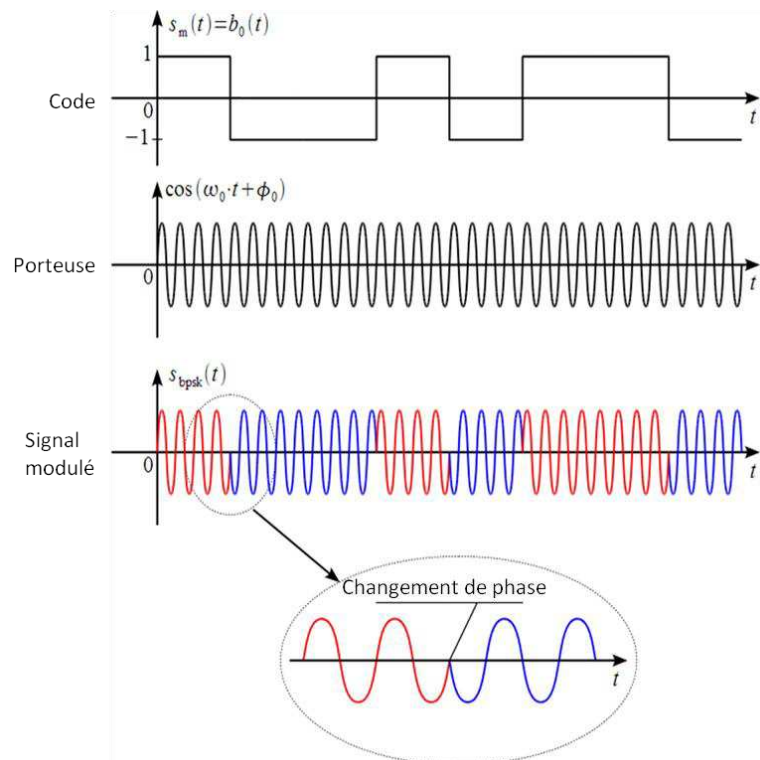 s_m(t)=b_0(t)
1
Code
0
−1
t
cos(ω_0·t+ϕ_0)
Porteuse
0
t
s_bpsk(t)
Signal
modulé
0
t
Changement de phase
t